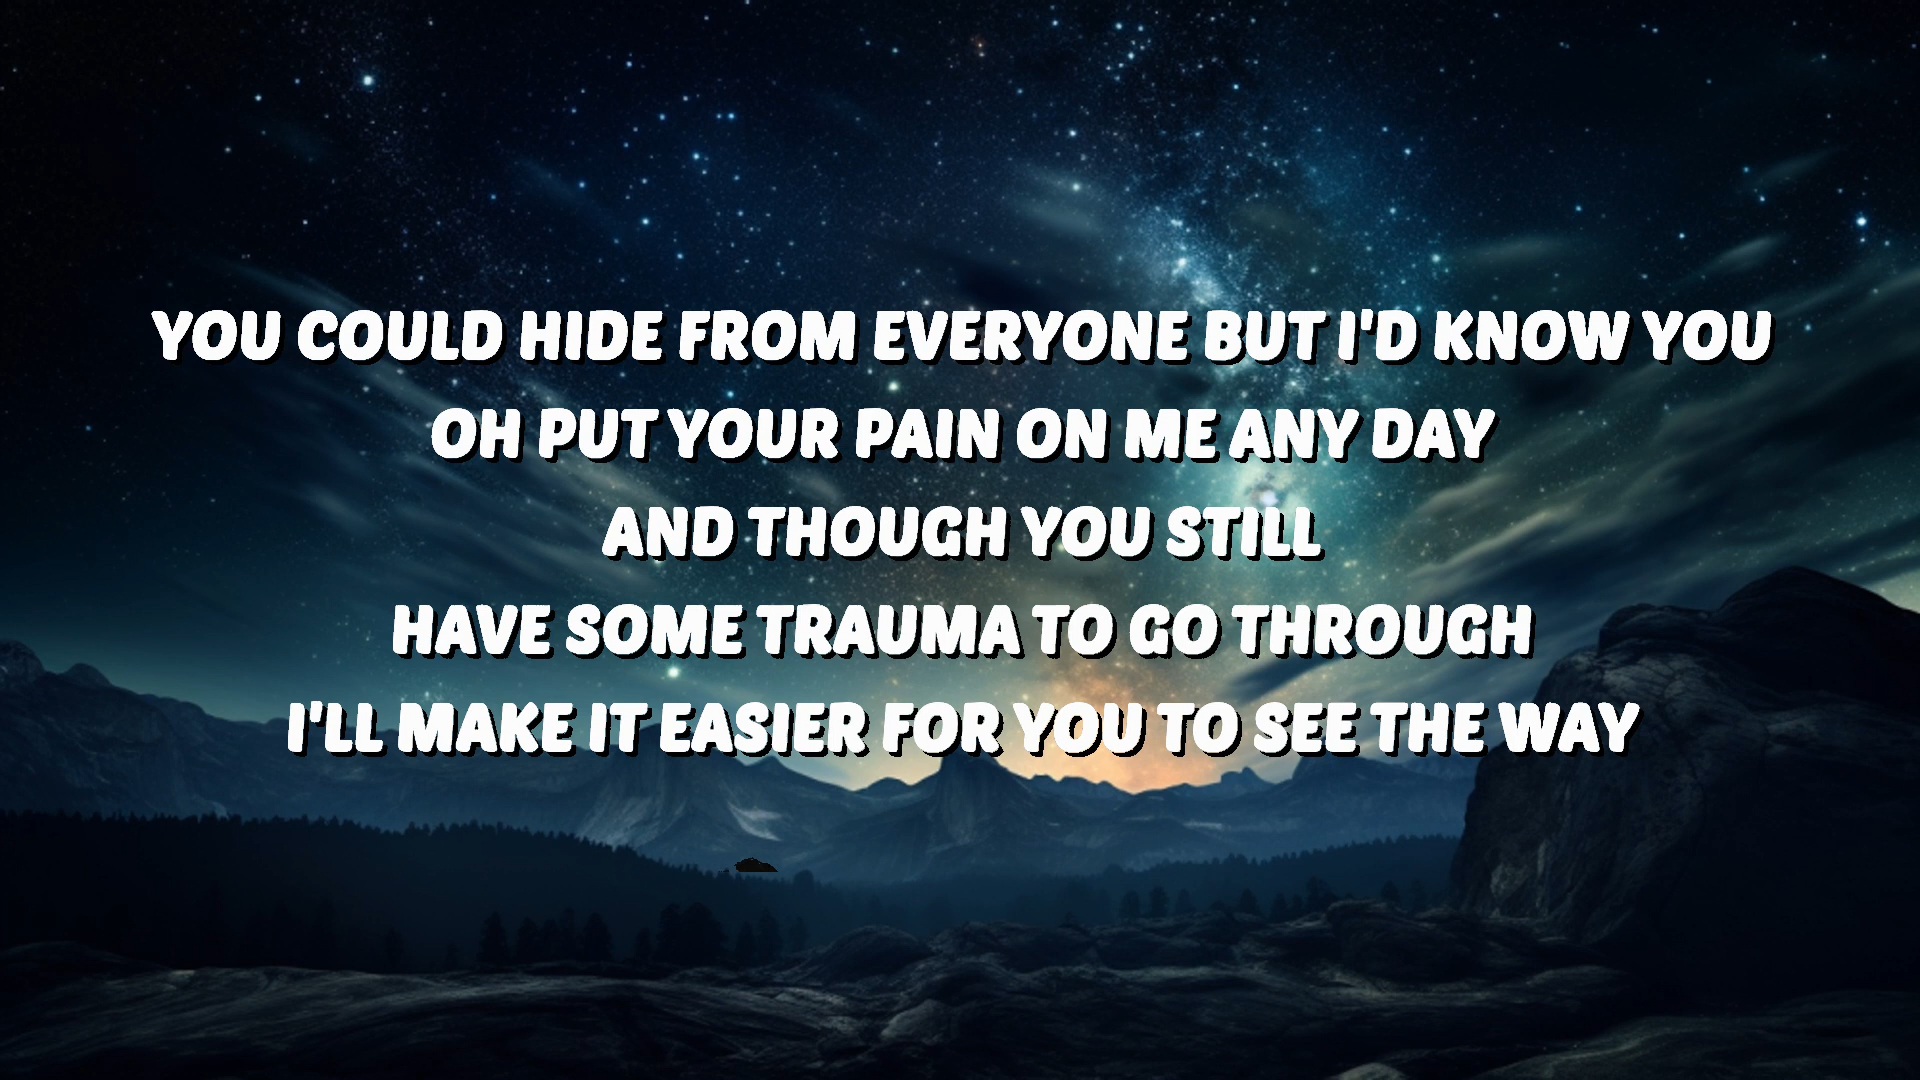 YOU COULD HIDE FROM EVERYONE BUT I'D KNOW YOU
OH PUT YOUR PAIN ON ME ANY DAY
AND THOUGH YOU STILL
HAVE SOME TRAUMA TO GO THROUGH
I'LL MAKE IT EASIER FOR YOU TO SEE THE WAY